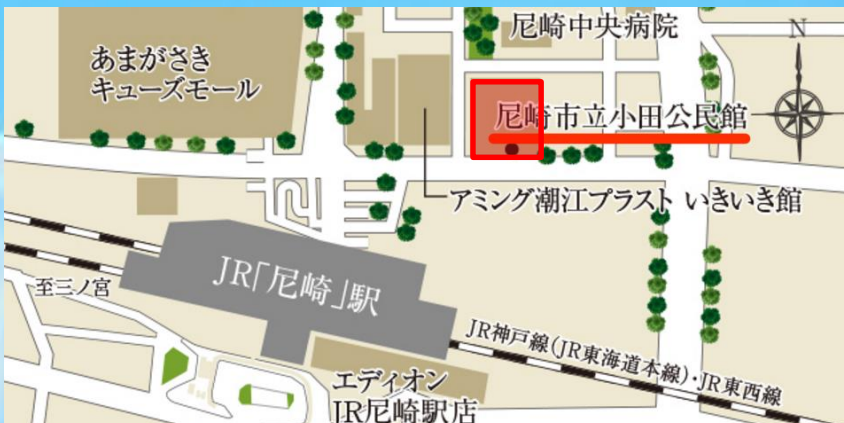 尼崎中央病院
N
あまがさき
キューズモール
尼崎市立小田公民館
アミング潮江プラスト いきいき館
JR「尼崎」駅
至三ノ宮
JR神戸線(JR東海道本線)・JR東西線
エディオン
JR尼崎駅店